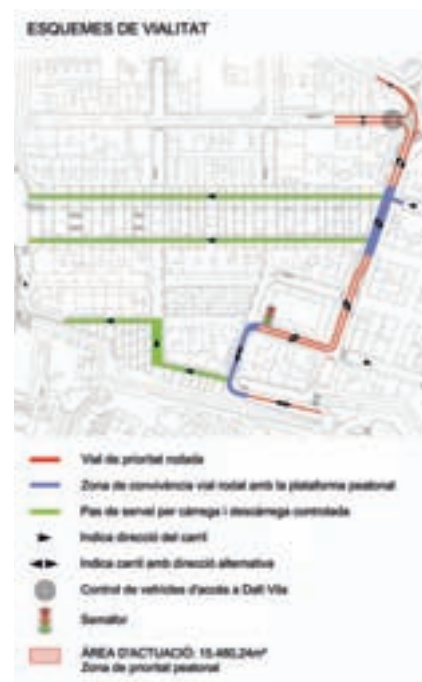 ESQUEMES DE VIALITAT
Vial de prioritat rodada
Zona de convivència vial rodat amb la plataforma peatonal
Pas de servei per càrrega i descàrrega controlada
Indica direcció del carril
Indica carril amb direcció alternativa
Control de vehicles d'accés a Dalt Vila
Semàfor
ÀREA D'ACTUACIÓ: 15.480,24m²
Zona de prioritat peatonal